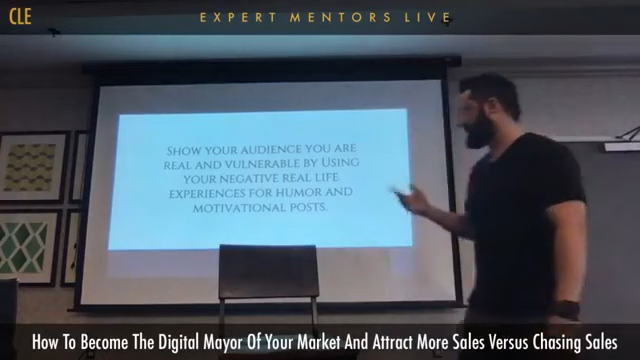 CLE
EXPERT MENTORS LIVE
SHOW YOUR AUDIENCE YOU ARE
REAL AND VULNERABLE BY USING
YOUR NEGATIVE REAL LIFE
EXPERIENCES FOR HUMOR AND
MOTIVATIONAL POSTS.
How To Become The Digital Mayor Of Your Market And Attract More Sales Versus Chasing Sales